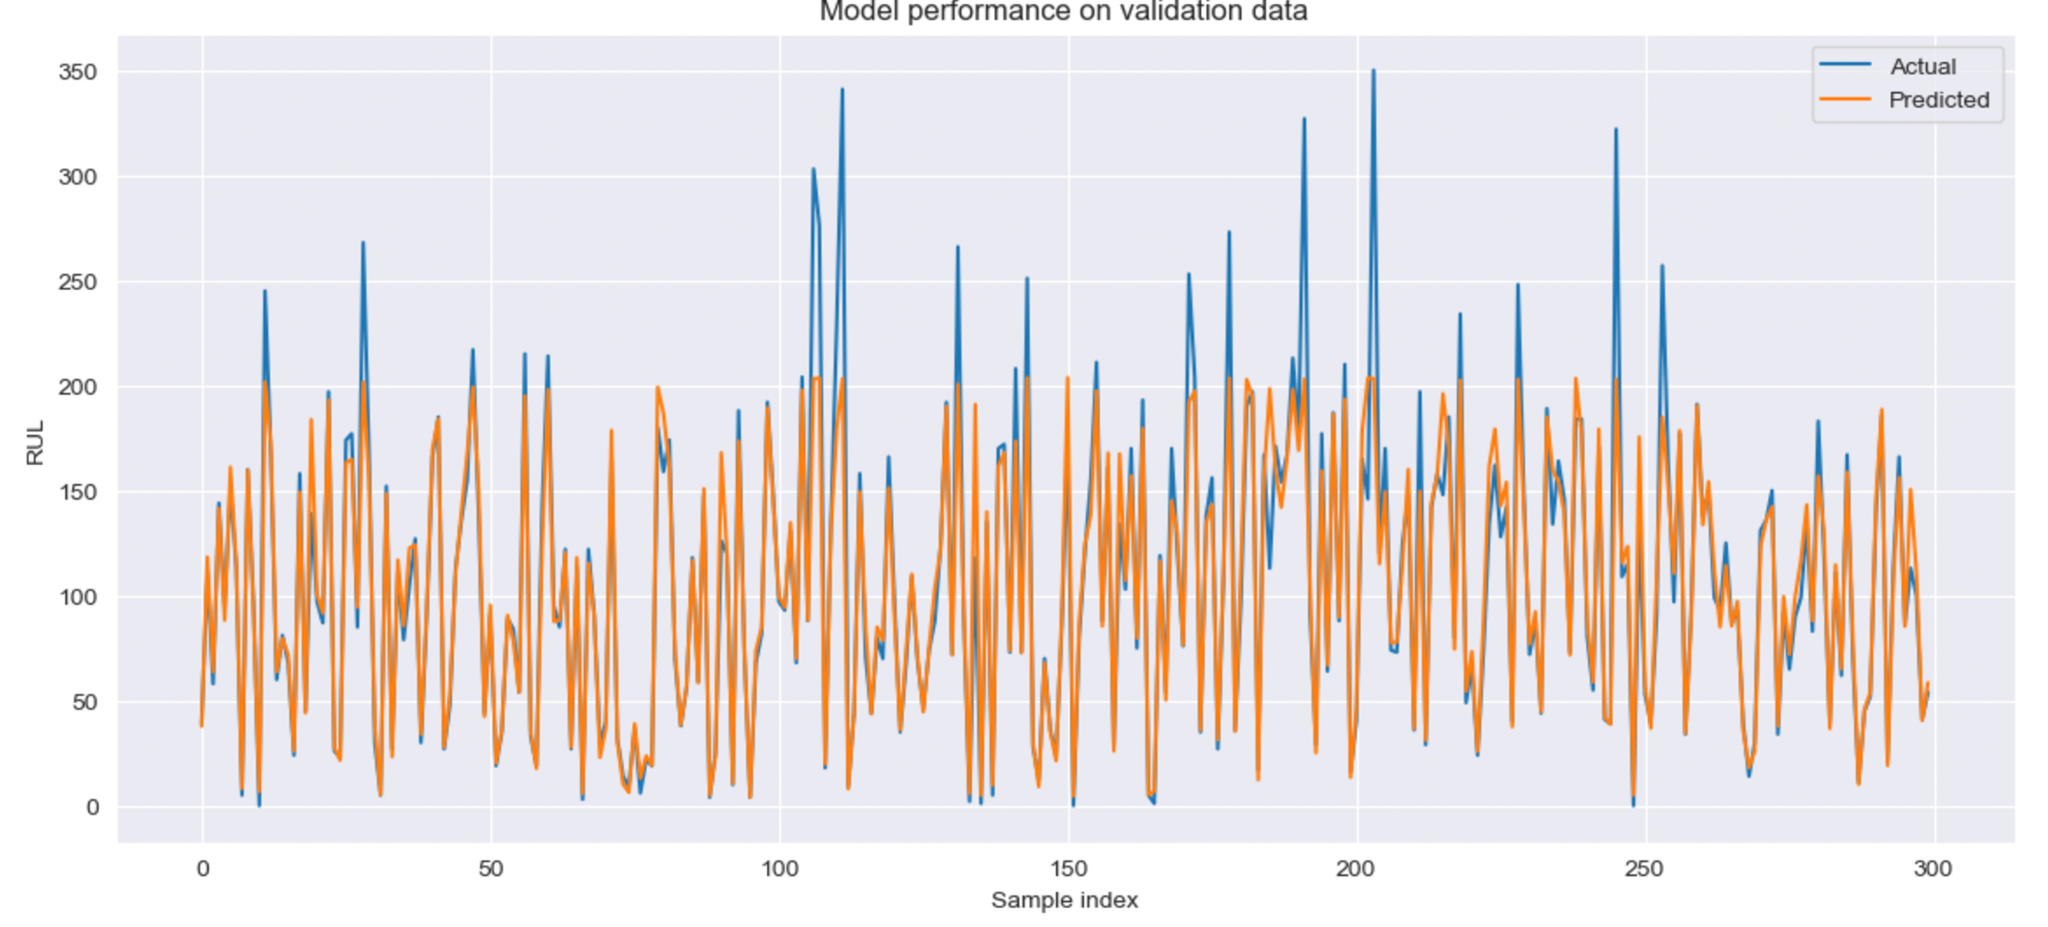 Model performance on validation data
350
300
250
200
150
100
50
0
RUL
Actual
Predicted
0 50 100 150 200 250 300
Sample index